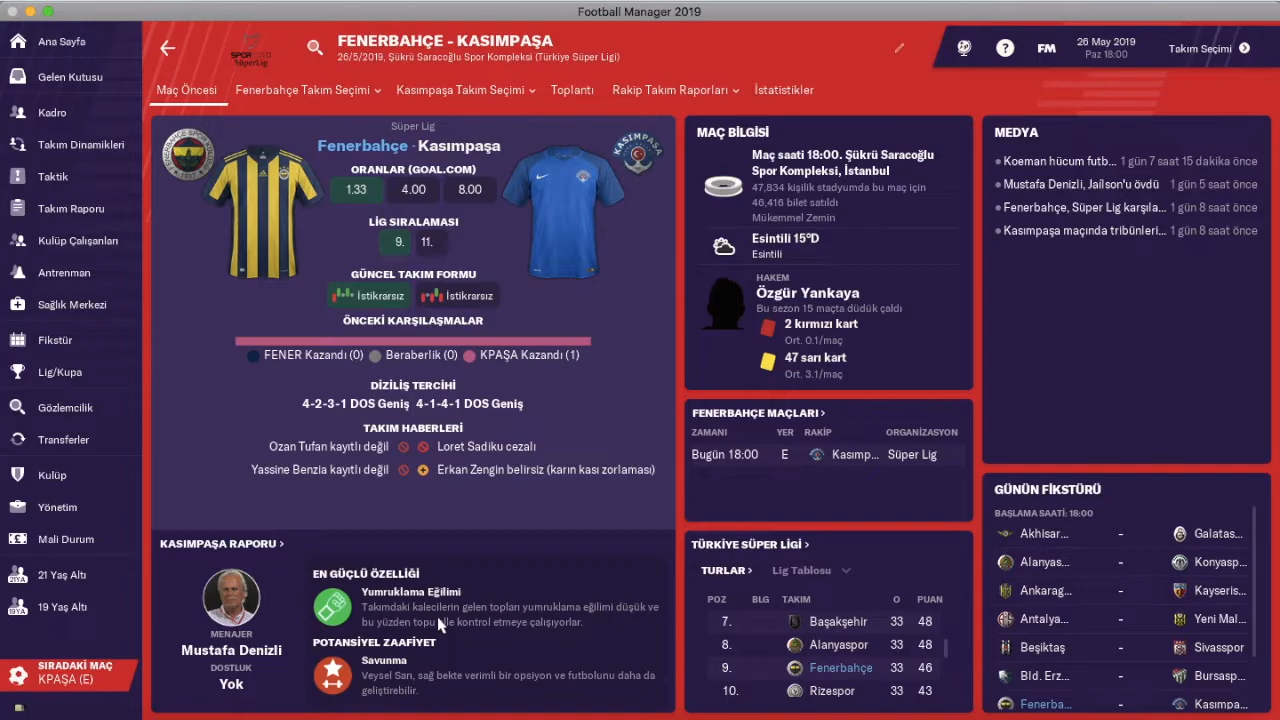 Football Manager 2019
Ana Sayfa
Gelen Kutusu
Kadro
Takım Dinamikleri
Taktik
Takım Raporu
Kulüp Çalışanları
Antrenman
Sağlık Merkezi
Fikstür
Lig/Kupa
Gözlemcilik
Transferler
Kulüp
Yönetim
Mali Durum
21YA
21 Yaş Altı
19YA
19 Yaş Altı
SIRADAKİ MAÇ
KPAŞA (E)
SüperLig
FENERBAHÇE - KASIMPAŞA
26/5/2019, Şükrü Saracoğlu Spor Kompleksi (Türkiye Süper Ligi)
FM
26 May 2019
Paz 18:00
Takım Seçimi
Maç Öncesi
Fenerbahçe Takım Seçimi
Kasımpaşa Takım Seçimi
Toplantı
Rakip Takım Raporları
İstatistikler
Süper Lig
Fenerbahçe - Kasımpaşa
KASIMPAŞA
ORANLAR (GOAL.COM)
1.33 4.00 8.00
LİG SIRALAMASI
9. 11.
GÜNCEL TAKIM FORMU
İstikrarsız İstikrarsız
ÖNCEKİ KARŞILAŞMALAR
FENER Kazandı (0) Beraberlik (0) KPAŞA Kazandı (1)
DİZİLİŞ TERCİHİ
4-2-3-1 DOS Geniş 4-1-4-1 DOS Geniş
TAKIM HABERLERİ
Ozan Tufan kayıtlı değil Loret Sadiku cezalı
Yassine Benzia kayıtlı değil Erkan Zengin belirsiz (karın kası zorlaması)
KASIMPAŞA RAPORU
MENAJER
Mustafa Denizli
DOSTLUK
Yok
EN GÜÇLÜ ÖZELLİĞİ
Yumruklama Eğilimi
Takımdaki kalecilerin gelen topları yumruklama eğilimi düşük ve
bu yüzden topu elle kontrol etmeye çalışıyorlar.
POTANSİYEL ZAAFİYET
Savunma
Veysel Sarı, sağ bekte verimli bir opsiyon ve futbolunu daha da
geliştirebilir.
MAÇ BİLGİSİ
Maç saati 18:00. Şükrü Saracoğlu
Spor Kompleksi, İstanbul
47,834 kişilik stadyumda bu maç için
46,416 bilet satıldı
Mükemmel Zemin
Esintili 15°D
Esintili
HAKEM
Özgür Yankaya
Bu sezon 15 maçta düdük çaldı
2 kırmızı kart
Ort. 0.1/maç
47 sarı kart
Ort. 3.1/maç
FENERBAHÇE MAÇLARI
ZAMANI YER RAKİP ORGANİZASYON
Bugün 18:00 E Kasımp... Süper Lig
TÜRKİYE SÜPER LİGİ
TURLAR Lig Tablosu
POZ BLG TAKIM O PUAN
7. Başakşehir 33 48
8. Alanyaspor 33 48
9. Fenerbahçe 33 46
10. Rizespor 33 43
MEDYA
Koeman hücum futb... 1 gün 7 saat 15 dakika önce
Mustafa Denizli, Jaílson'u övdü 1 gün 5 saat önce
Fenerbahçe, Süper Lig karşıla... 1 gün 8 saat önce
Kasımpaşa maçında tribünleri... 1 gün 8 saat önce
GÜNÜN FİKSTÜRÜ
BAŞLAMA SAATİ: 18:00
Akhisar... - Galatas...
Alanyas... - Konyasp...
Ankarag... - Kayseris...
Antalya... - Yeni Mal...
Beşiktaş - Sivasspor
Bld. Erz... - Bursasp...
Fenerba... - Kasımpa...